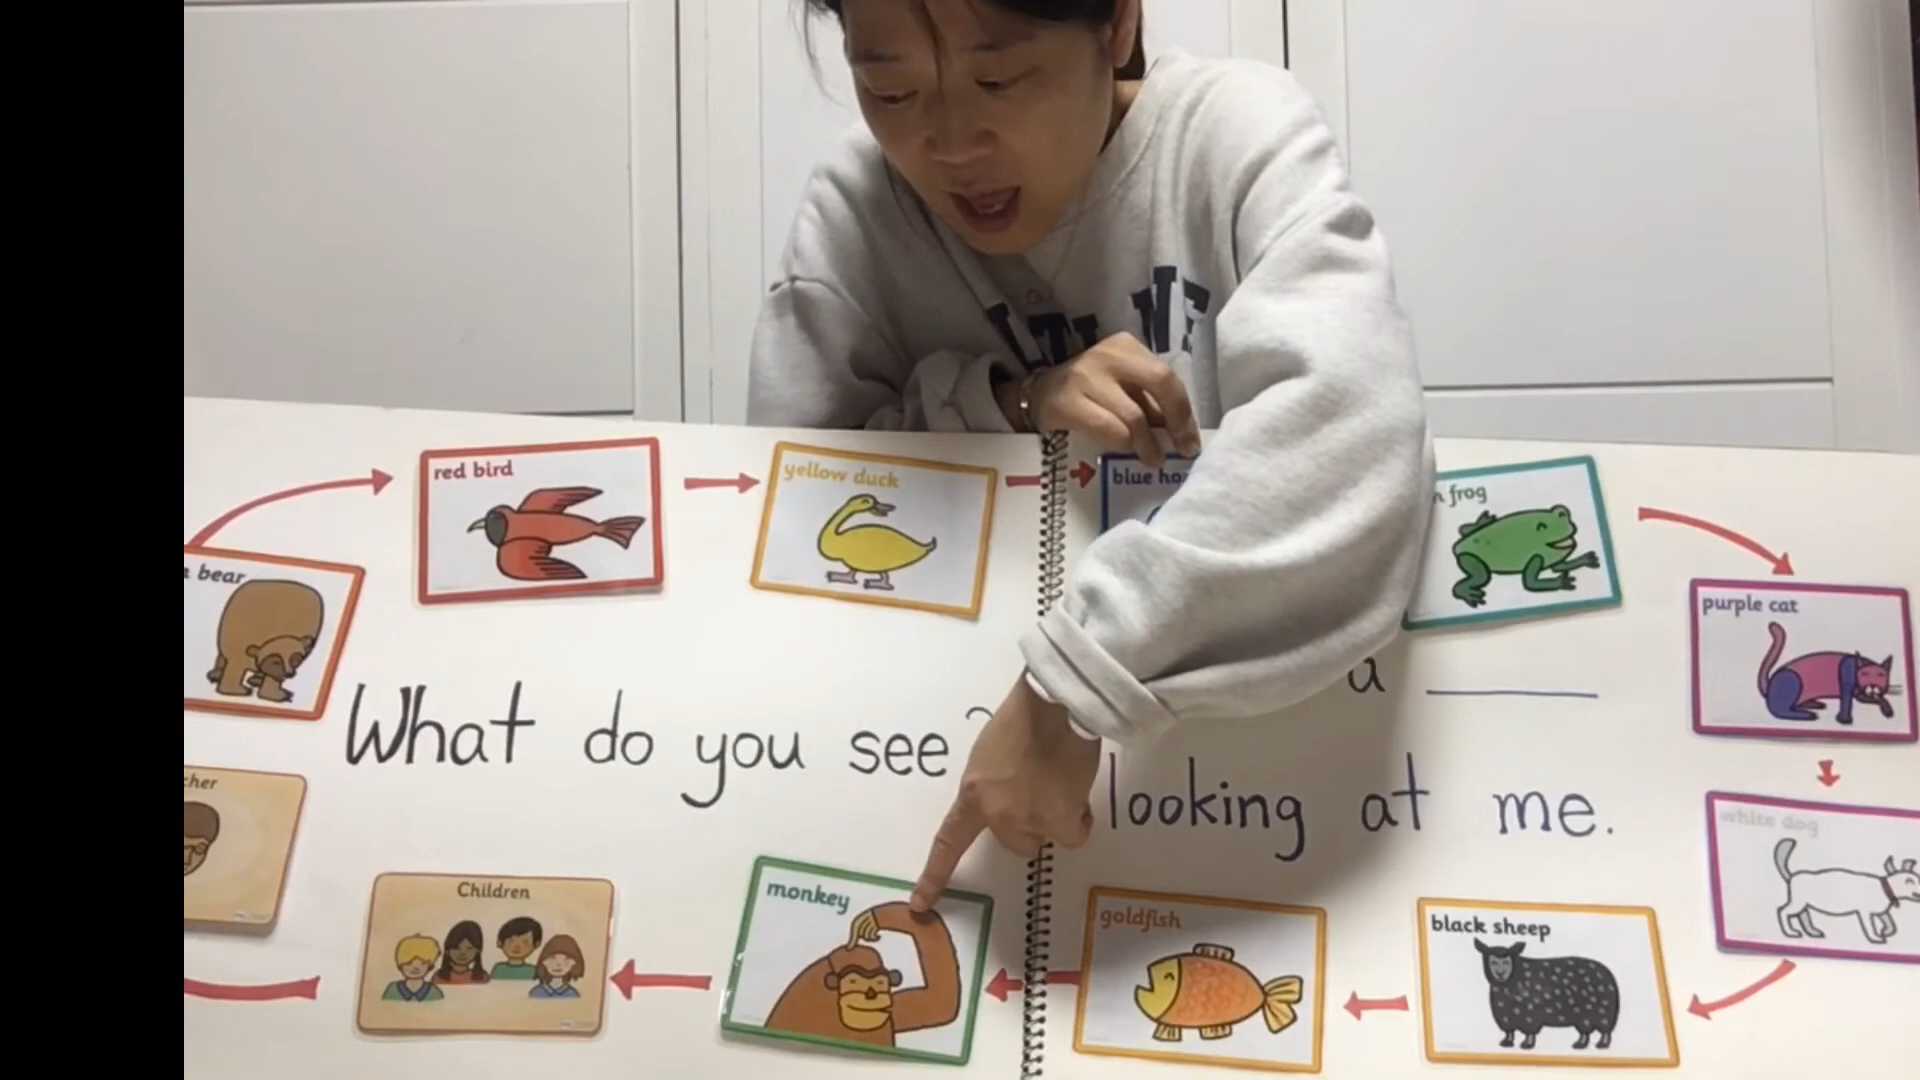 red bird
yellow duck
blue
frog
bear
purple cat
a
What do you see?
looking at me.
white dog
Children
monkey
goldfish
black sheep